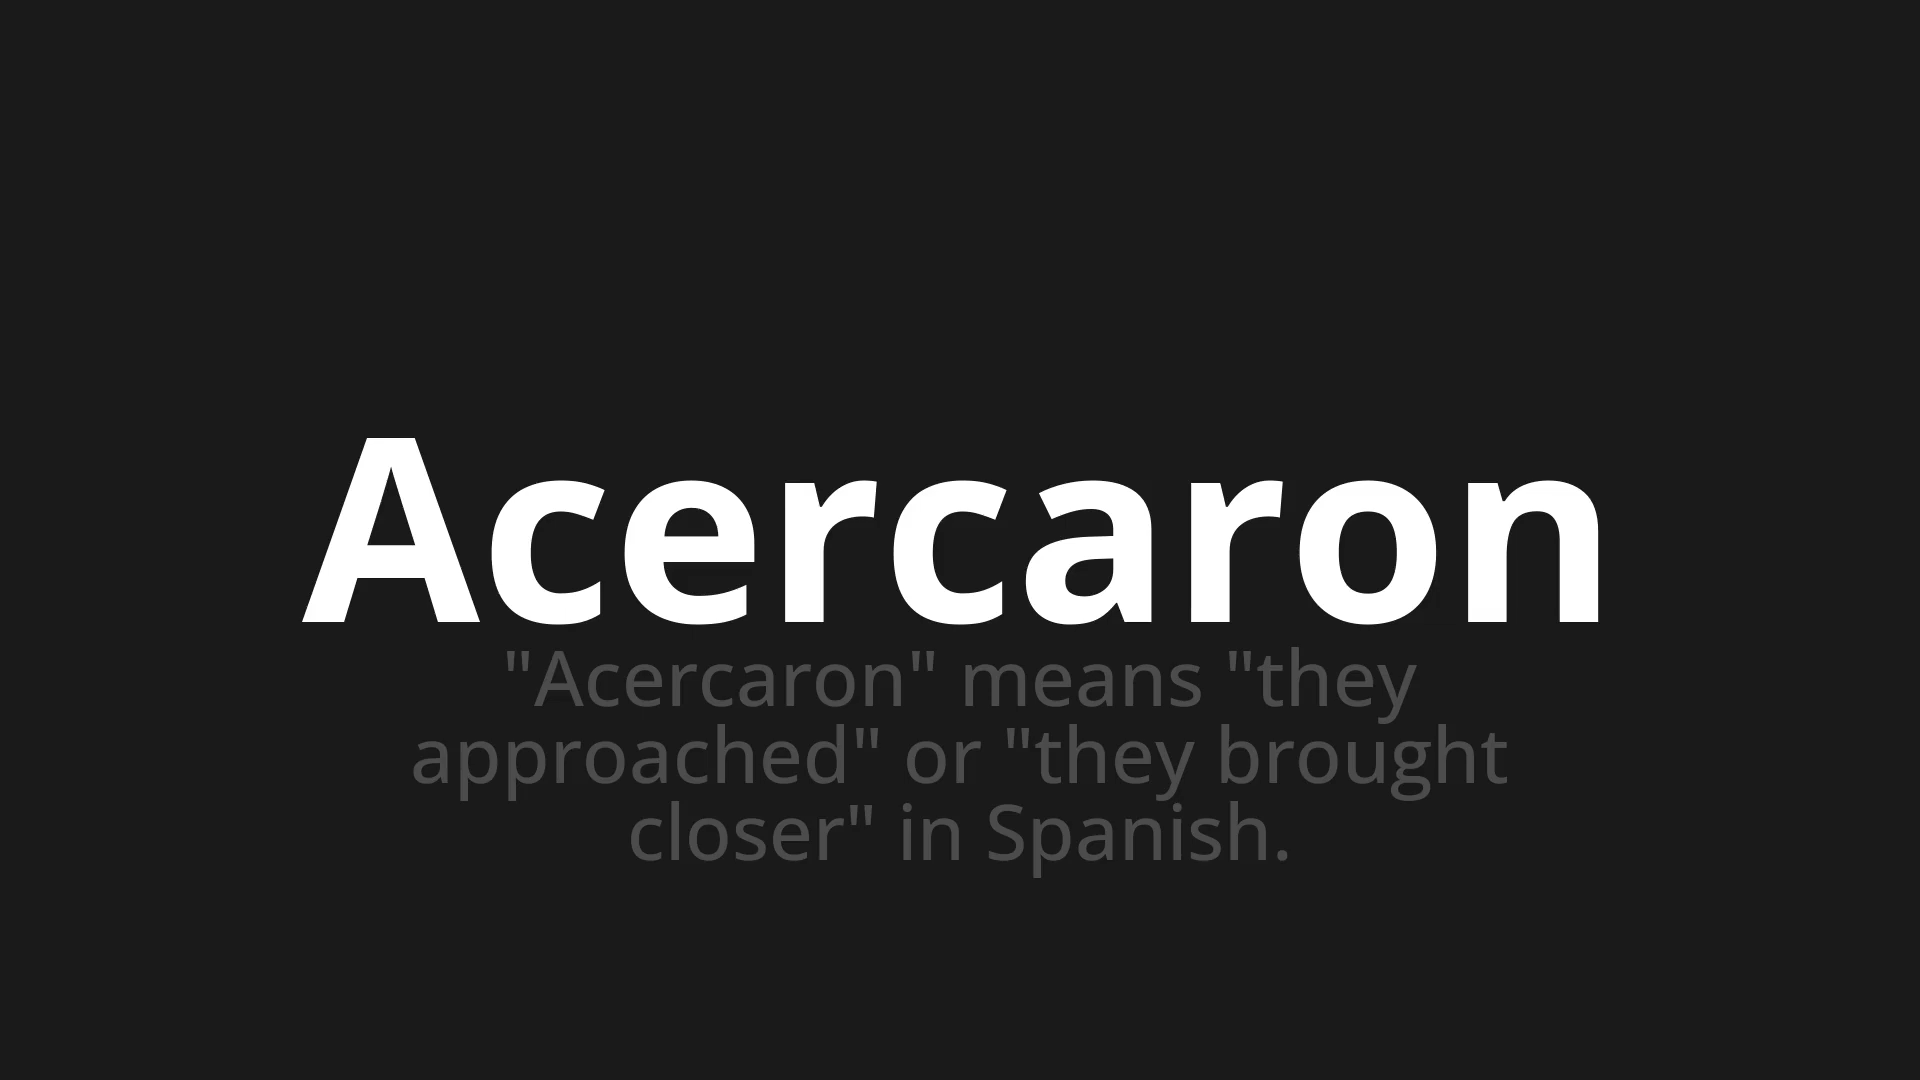 Acercaron
"Acercaron" means "they
approached" or "they brought
closer" in Spanish.